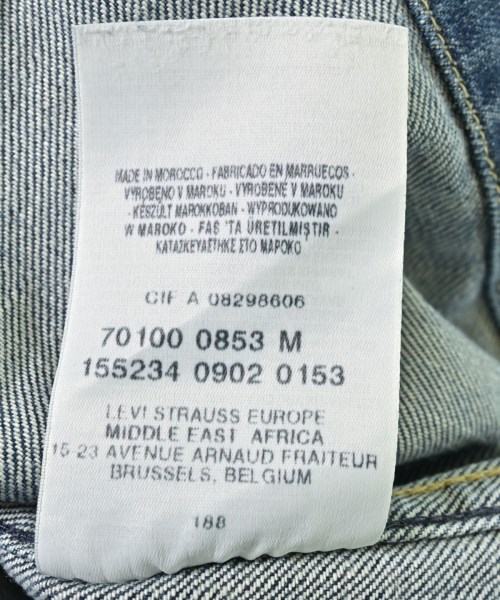 MADE IN MOROCCO - FABRICADO EN MARRUECOS -
VYROBENO V MAROKU - VYROBENÉ V MAROKU
- KÉSZÜLT MAROKKÓBAN - WYPRODUKOWANO
W MAROKO - FAS 'TA ÜRETILMIŞTIR -
ΚΑΤΑΣΚΕΥΑΣΘΗΚΕ ΣΤΟ ΜΑΡΟΚΟ
CIF A 08298606
70100 0853 M
155234 0902 0153
LEVI STRAUSS EUROPE
MIDDLE EAST AFRICA
15-23 AVENUE ARNAUD FRAITEUR
BRUSSELS, BELGIUM
188